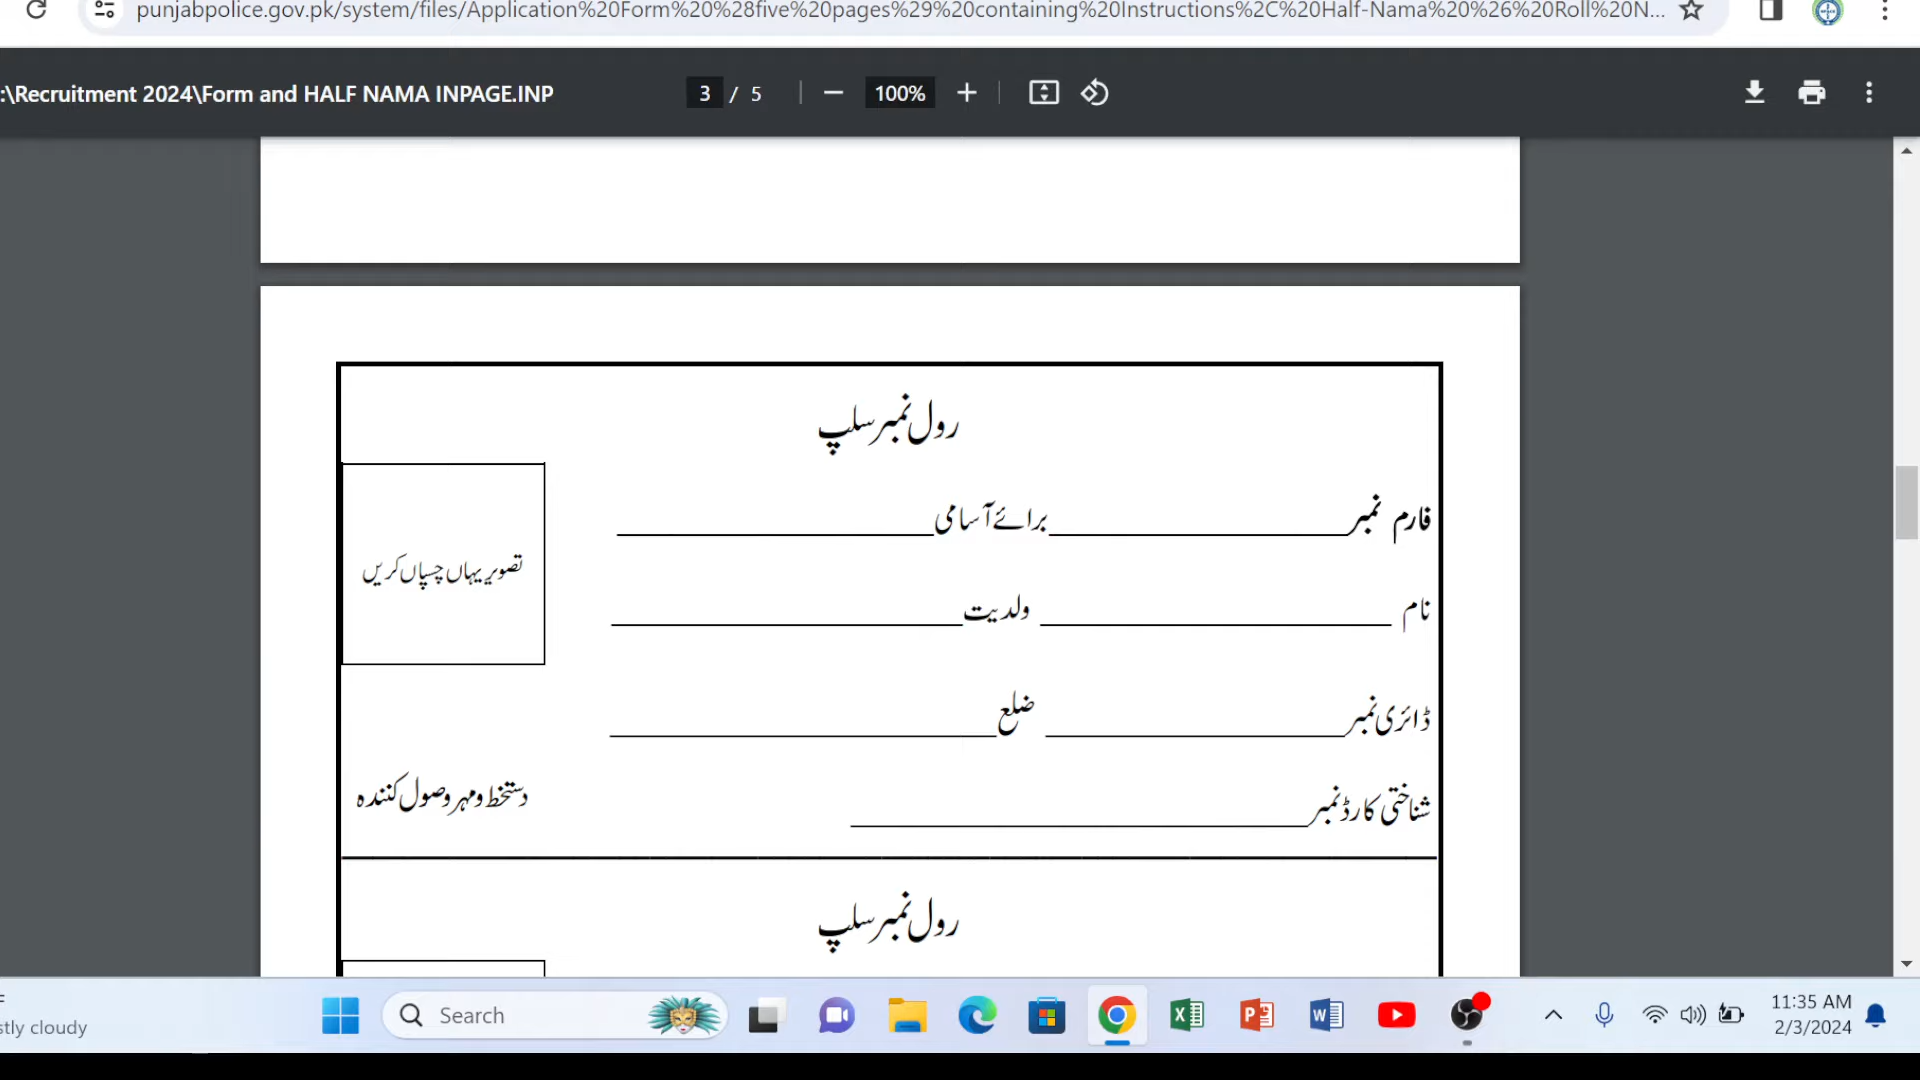 punjabpolice.gov.pk/system/files/Application%20Form%20%28five%20pages%29%20containing%20Instructions%2C%20Half-Nama%20%26%20Roll%20N...
:\Recruitment 2024\Form and HALF NAMA INPAGE.INP
3 / 5
100%
رول نمبر سلپ
فارم نمبر برائے آسامی
تصویر یہاں چسپاں کریں
نام ولدیت
ڈائری نمبر ضلع
شناختی کارڈ نمبر
دستخط و مہر وصول کنندہ
رول نمبر سلپ
stly cloudy
Search
11:35 AM
2/3/2024